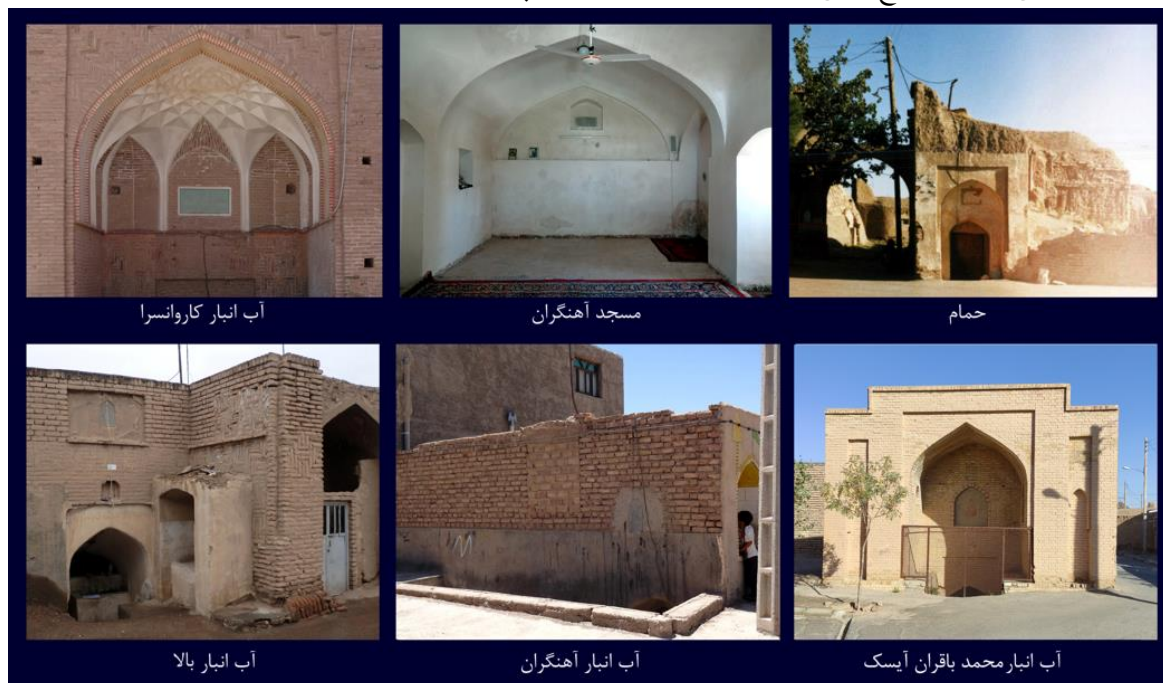 حمام
مسجد آهنگران
آب انبار کاروانسرا
آب انبار محمد باقران آیسک
آب انبار آهنگران
آب انبار بالا